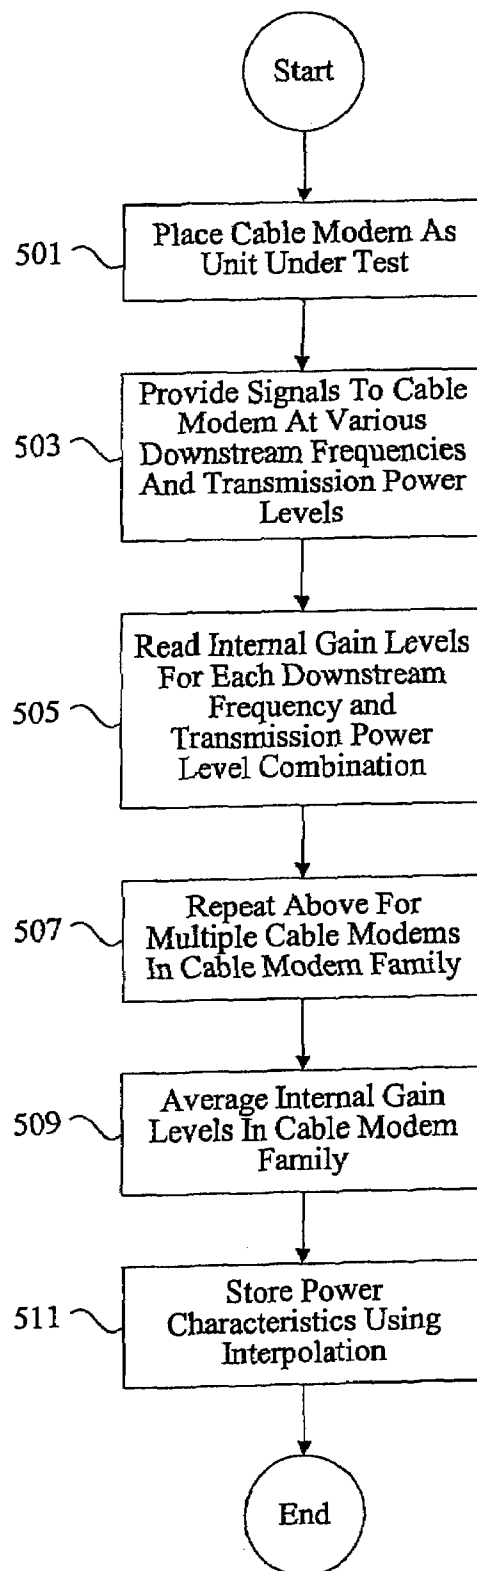 Start
501
Place Cable Modem As
Unit Under Test
503
Provide Signals To Cable
Modem At Various
Downstream Frequencies
And Transmission Power
Levels
505
Read Internal Gain Levels
For Each Downstream
Frequency and
Transmission Power
Level Combination
507
Repeat Above For
Multiple Cable Modems
In Cable Modem Family
509
Average Internal Gain
Levels In Cable Modem
Family
511
Store Power
Characteristics Using
Interpolation
End